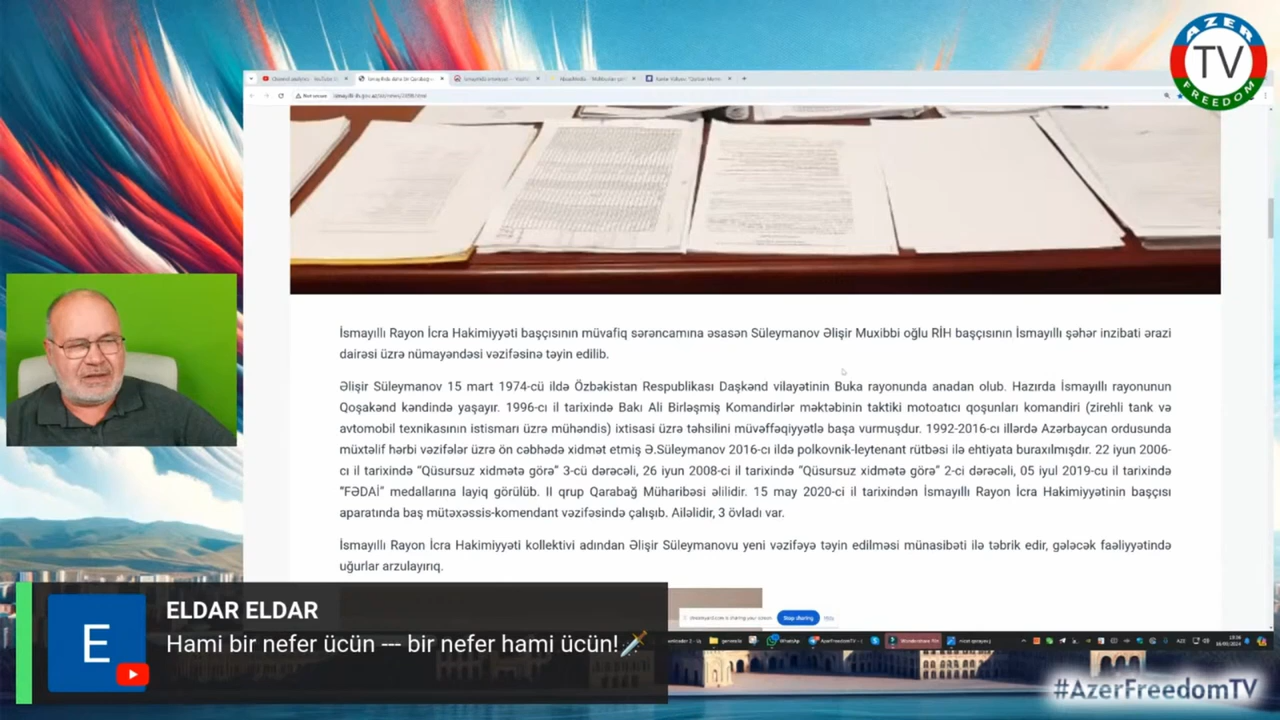 AZER
TV
FREEDOM
Not secure
İsmayıllı Rayon İcra Hakimiyyəti başçısının müvafiq sərəncamına əsasən Süleymanov Əlişir Muxibbi oğlu RİH başçısının İsmayıllı şəhər inzibati ərazi
dairəsi üzrə nümayəndəsi vəzifəsinə təyin edilib.
Əlişir Süleymanov 15 mart 1974-cü ildə Özbəkistan Respublikası Daşkənd vilayətinin Buka rayonunda anadan olub. Hazırda İsmayıllı rayonunun
Qoşakənd kəndində yaşayır. 1996-cı il tarixində Bakı Ali Birləşmiş Komandirlər məktəbinin taktiki motoatıcı qoşunları komandiri (zirehli tank və
avtomobil texnikasının istismarı üzrə mühəndis) ixtisası üzrə təhsilini müvəffəqiyyətlə başa vurmuşdur. 1992-2016-cı illərdə Azərbaycan ordusunda
müxtəlif hərbi vəzifələr üzrə ön cəbhədə xidmət etmiş Ə.Süleymanov 2016-cı ildə polkovnik-leytenant rütbəsi ilə ehtiyata buraxılmışdır. 22 iyun 2006-
cı il tarixində “Qüsursuz xidmətə görə” 3-cü dərəcəli, 26 iyun 2008-ci il tarixində “Qüsursuz xidmətə görə” 2-ci dərəcəli, 05 iyul 2019-cu il tarixində
“FƏDAİ” medallarına layiq görülüb. II qrup Qarabağ Müharibəsi əlilidir. 15 may 2020-ci il tarixindən İsmayıllı Rayon İcra Hakimiyyətinin başçısı
aparatında baş mütəxəssis-komendant vəzifəsində çalışıb. Ailəlidir, 3 övladı var.
İsmayıllı Rayon İcra Hakimiyyəti kollektivi adından Əlişir Süleymanovu yeni vəzifəyə təyin edilməsi münasibəti ilə təbrik edir, gələcək fəaliyyətində
uğurlar arzulayırıq.
Stop sharing
Hide
WhatsApp
E
ELDAR ELDAR
Hami bir nefer ücün --- bir nefer hami ücün!🗡️
#AzerFreedomTV